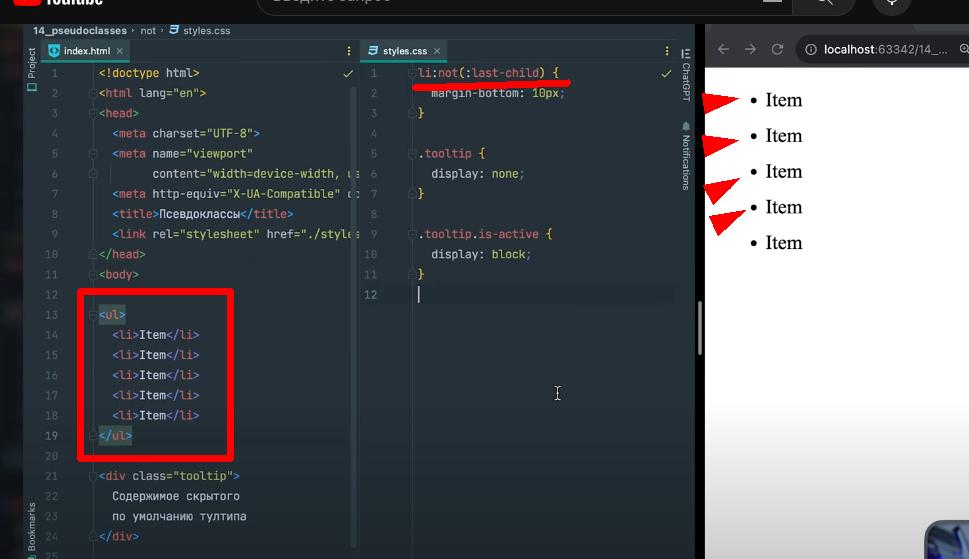 YouTube
Введите запрос
14_pseudoclasses › not › styles.css
Project
index.html ×
1 <!doctype html>
2 <html lang="en">
3 <head>
4 <meta charset="UTF-8">
5 <meta name="viewport"
6 content="width=device-width, us
7 <meta http-equiv="X-UA-Compatible" co
8 <title>Псевдоклассы</title>
9 <link rel="stylesheet" href="./styles
10 </head>
11 <body>
12
13 <ul>
14 <li>Item</li>
15 <li>Item</li>
16 <li>Item</li>
17 <li>Item</li>
18 <li>Item</li>
19 </ul>
20
21 <div class="tooltip">
22 Содержимое скрытого
23 по умолчанию тултипа
24 </div>
25
Bookmarks
styles.css ×
1 li:not(:last-child) {
2 margin-bottom: 10px;
3 }
4
5 .tooltip {
6 display: none;
7 }
8
9 .tooltip.is-active {
10 display: block;
11 }
12
ChatGPT
Notifications
localhost:63342/14_...
• Item
• Item
• Item
• Item
• Item